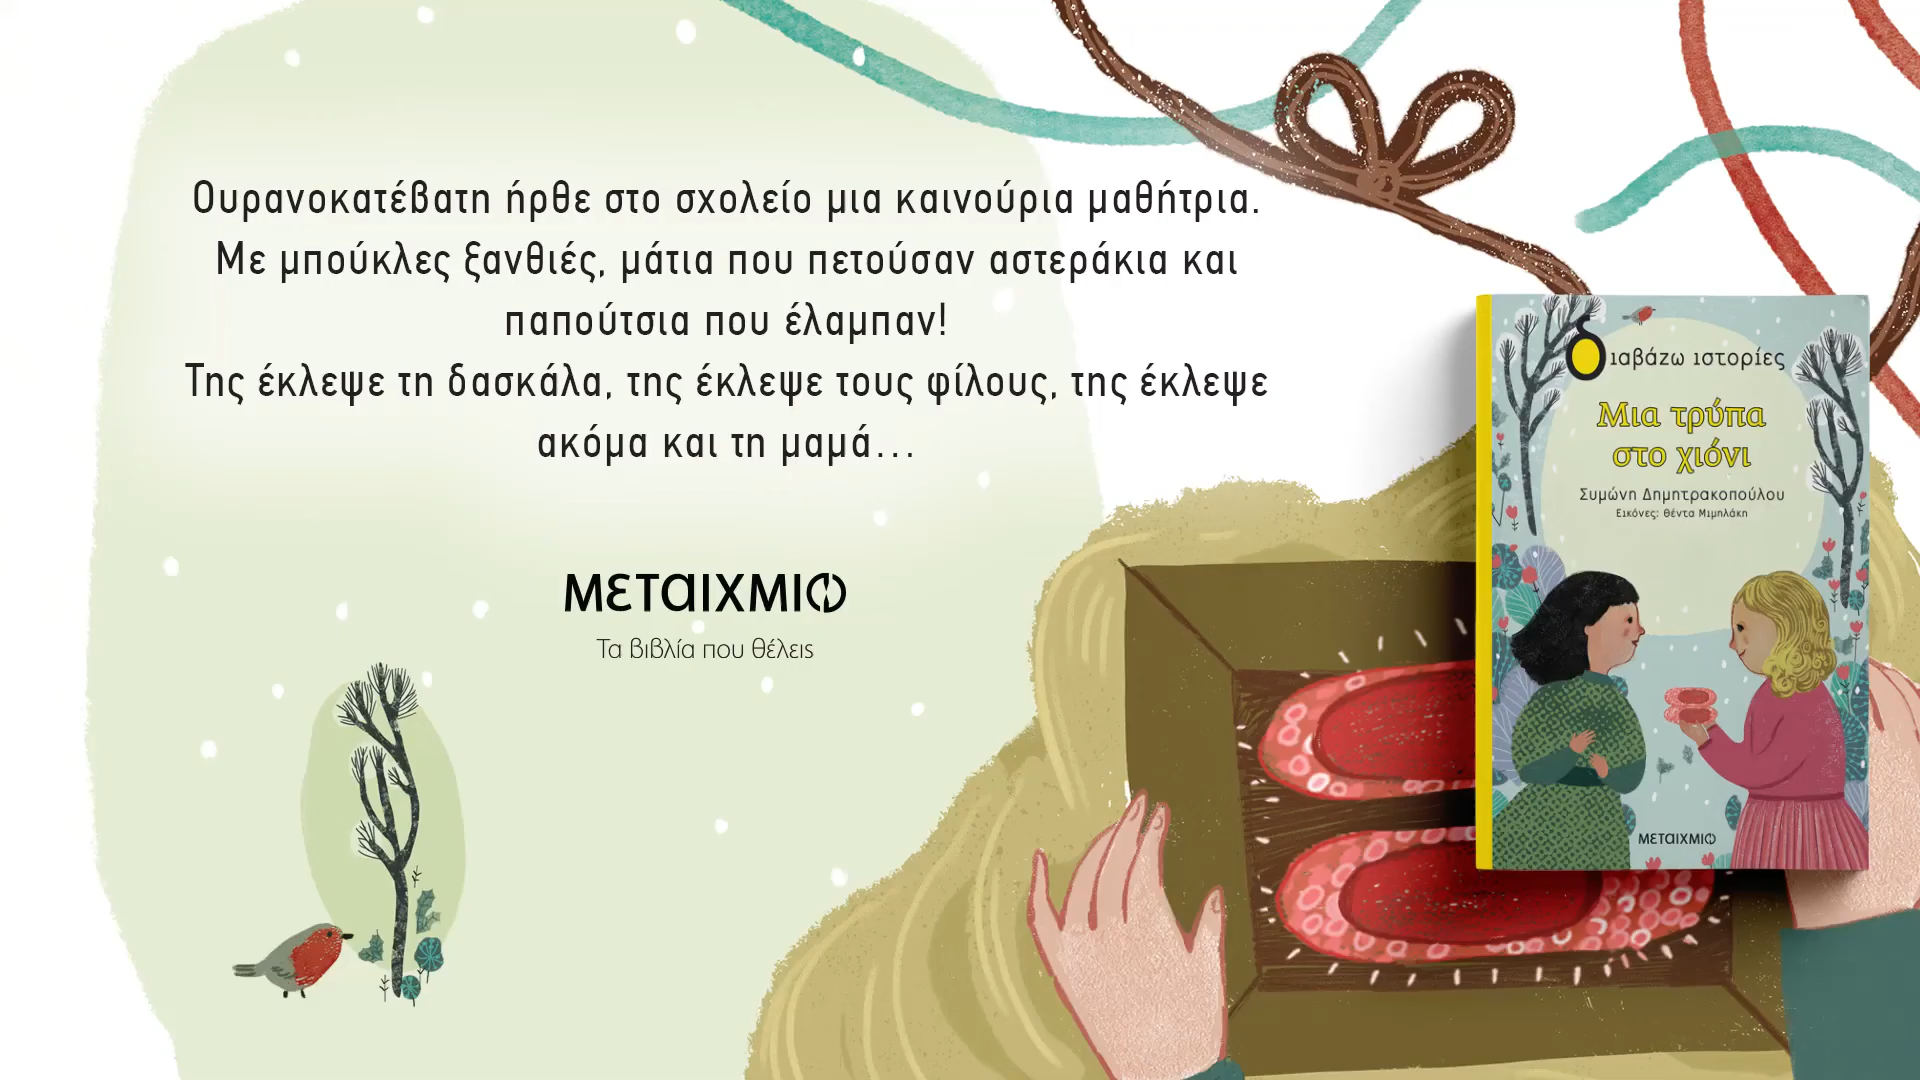 Ουρανοκατέβατη ήρθε στο σχολείο μια καινούρια μαθήτρια.
Με μπούκλες ξανθιές, μάτια που πετούσαν αστεράκια και
παπούτσια που έλαμπαν!
Της έκλεψε τη δασκάλα, της έκλεψε τους φίλους, της έκλεψε
ακόμα και τη μαμά...
ΜΕΤΑΙΧΜΙΟ
Τα βιβλία που θέλεις
διαβάζω ιστορίες
Μια τρύπα
στο χιόνι
Συμώνη Δημητρακοπούλου
Εικόνες: Θέντα Μιμηλάκη
ΜΕΤΑΙΧΜΙΟ